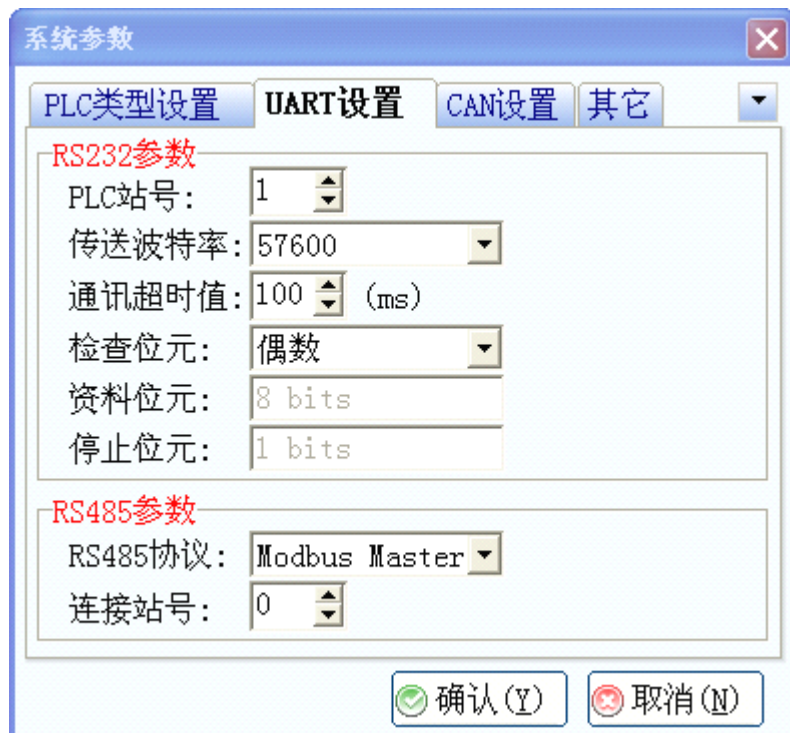 系统参数
PLC类型设置 UART设置 CAN设置 其它
RS232参数
PLC站号: 1
传送波特率: 57600
通讯超时值: 100 (ms)
检查位元: 偶数
资料位元: 8 bits
停止位元: 1 bits
RS485参数
RS485协议: Modbus Master
连接站号: 0
确认(Y) 取消(N)